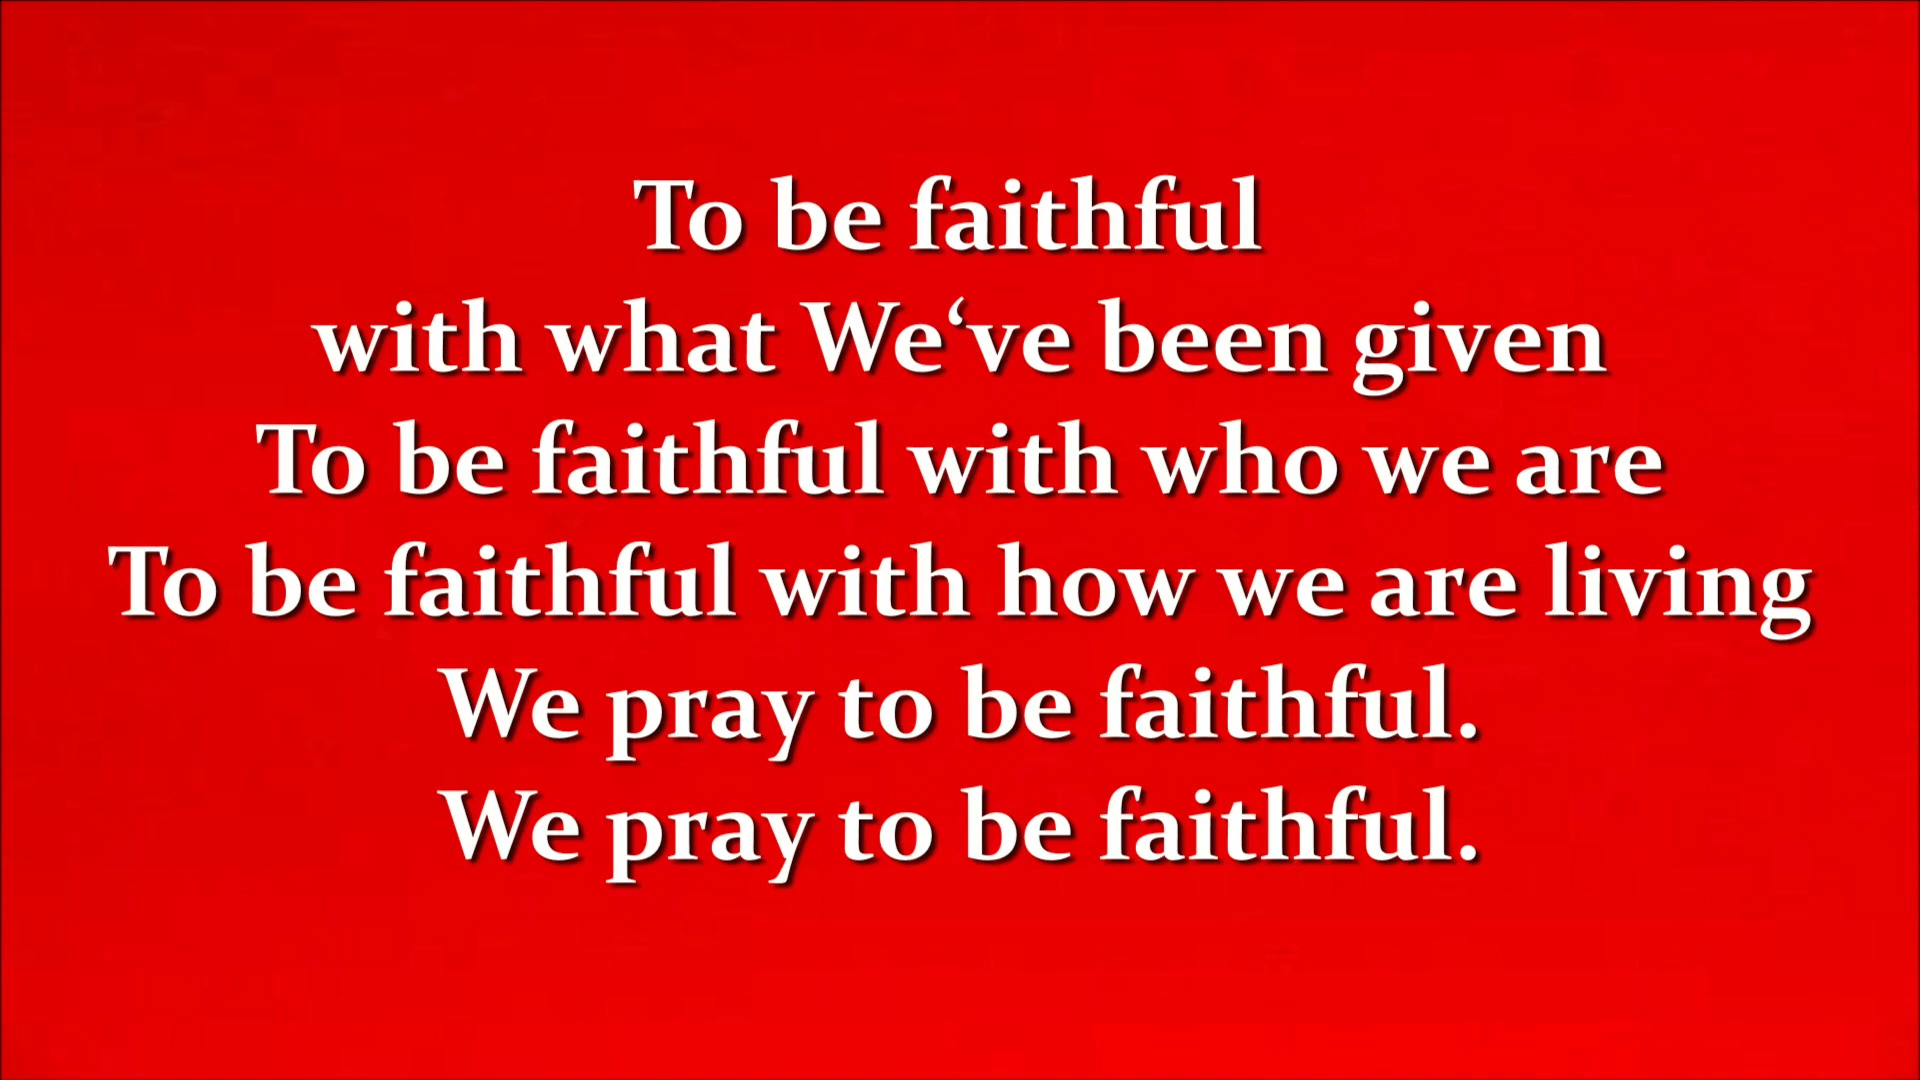 To be faithful
with what We‘ve been given
To be faithful with who we are
To be faithful with how we are living
We pray to be faithful.
We pray to be faithful.